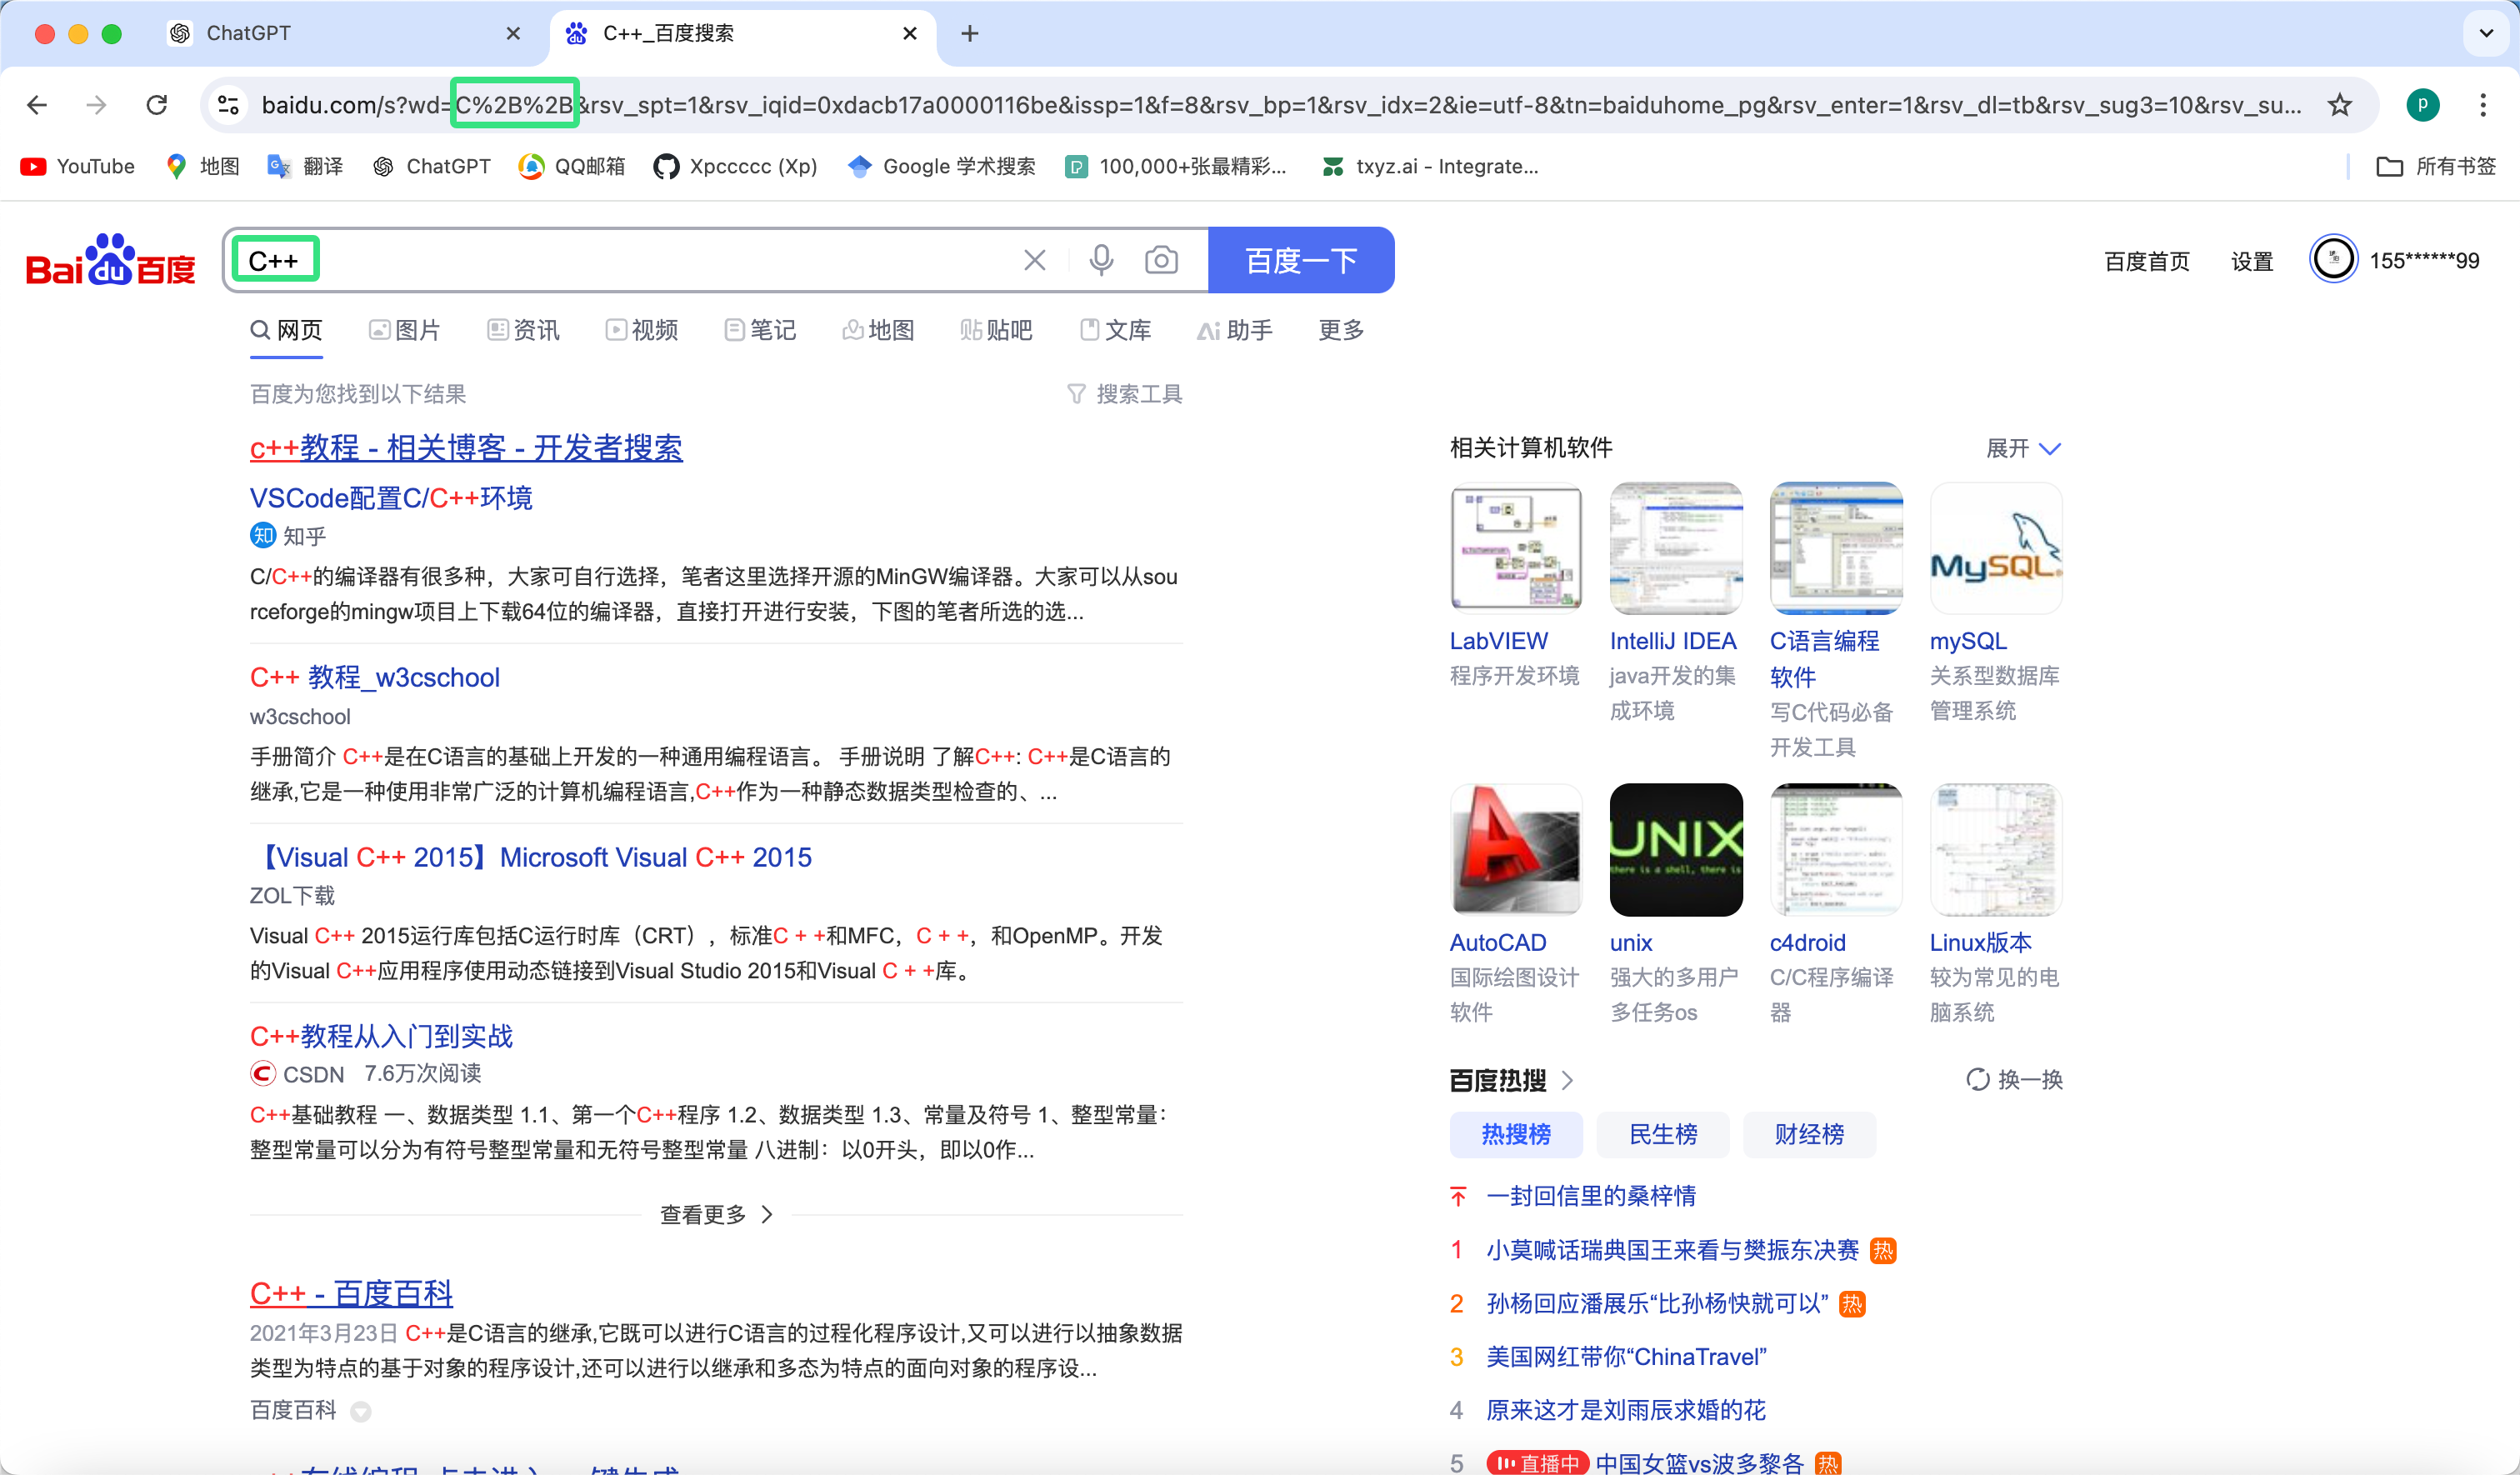 ChatGPT
C++_百度搜索
baidu.com/s?wd=C%2B%2B&rsv_spt=1&rsv_iqid=0xdacb17a0000116be&issp=1&f=8&rsv_bp=1&rsv_idx=2&ie=utf-8&tn=baiduhome_pg&rsv_enter=1&rsv_dl=tb&rsv_sug3=10&rsv_su...
p
YouTube 地图 翻译 ChatGPT QQ邮箱 Xpccccc (Xp) Google 学术搜索 100,000+张最精彩... txyz.ai - Integrate... 所有书签
Bai du 百度
C++
百度一下
百度首页 设置 155******99
网页 图片 资讯 视频 笔记 地图 贴吧 文库 Ai 助手 更多
百度为您找到以下结果
搜索工具
c++教程 - 相关博客 - 开发者搜索
VSCode配置C/C++环境
知 知乎
C/C++的编译器有很多种，大家可自行选择，笔者这里选择开源的MinGW编译器。大家可以从sou
rceforge的mingw项目上下载64位的编译器，直接打开进行安装，下图的笔者所选的选...
C++ 教程_w3cschool
w3cschool
手册简介 C++是在C语言的基础上开发的一种通用编程语言。 手册说明 了解C++: C++是C语言的
继承,它是一种使用非常广泛的计算机编程语言,C++作为一种静态数据类型检查的、...
【Visual C++ 2015】Microsoft Visual C++ 2015
ZOL下载
Visual C++ 2015运行库包括C运行时库（CRT），标准C + +和MFC，C + +，和OpenMP。开发
的Visual C++应用程序使用动态链接到Visual Studio 2015和Visual C + +库。
C++教程从入门到实战
CSDN 7.6万次阅读
C++基础教程 一、数据类型 1.1、第一个C++程序 1.2、数据类型 1.3、常量及符号 1、整型常量：
整型常量可以分为有符号整型常量和无符号整型常量 八进制：以0开头，即以0作...
查看更多
C++ - 百度百科
2021年3月23日 C++是C语言的继承,它既可以进行C语言的过程化程序设计,又可以进行以抽象数据
类型为特点的基于对象的程序设计,还可以进行以继承和多态为特点的面向对象的程序设...
百度百科
相关计算机软件
展开
MySQL
LabVIEW
程序开发环境
IntelliJ IDEA
java开发的集
成环境
C语言编程
软件
写C代码必备
开发工具
mySQL
关系型数据库
管理系统
UNIX
there is a shell, there is
AutoCAD
国际绘图设计
软件
unix
强大的多用户
多任务os
c4droid
C/C程序编译
器
Linux版本
较为常见的电
脑系统
百度热搜
换一换
热搜榜 民生榜 财经榜
一封回信里的桑梓情
1 小莫喊话瑞典国王来看与樊振东决赛 热
2 孙杨回应潘展乐“比孙杨快就可以” 热
3 美国网红带你“ChinaTravel”
4 原来这才是刘雨辰求婚的花
5 直播中 中国女篮vs波多黎各 热